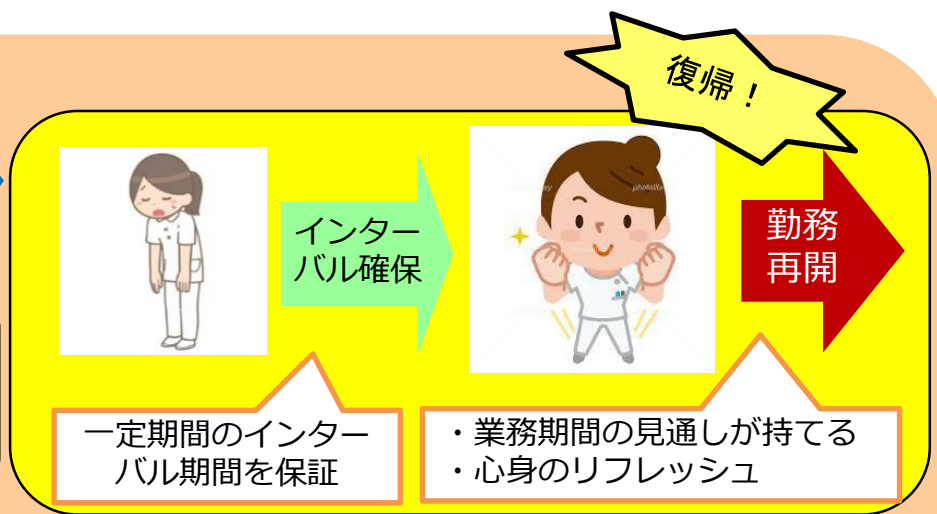 復帰！
インター
バル確保
勤務
再開
一定期間のインター
バル期間を保証
・業務期間の見通しが持てる
・心身のリフレッシュ